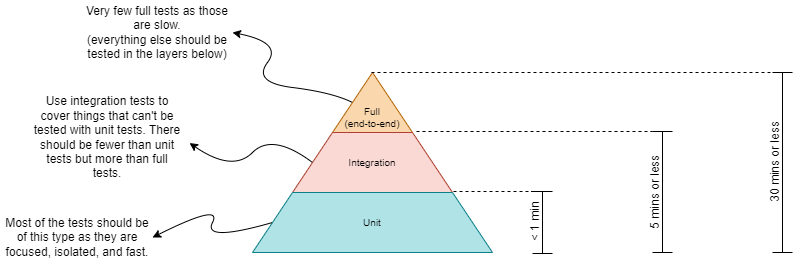 Very few full tests as those
are slow.
(everything else should be
tested in the layers below)
Use integration tests to
cover things that can't be
tested with unit tests. There
should be fewer than unit
tests but more than full
tests.
Most of the tests should be
of this type as they are
focused, isolated, and fast.
Full
(end-to-end)
Integration
Unit
< 1 min
5 mins or less
30 mins or less